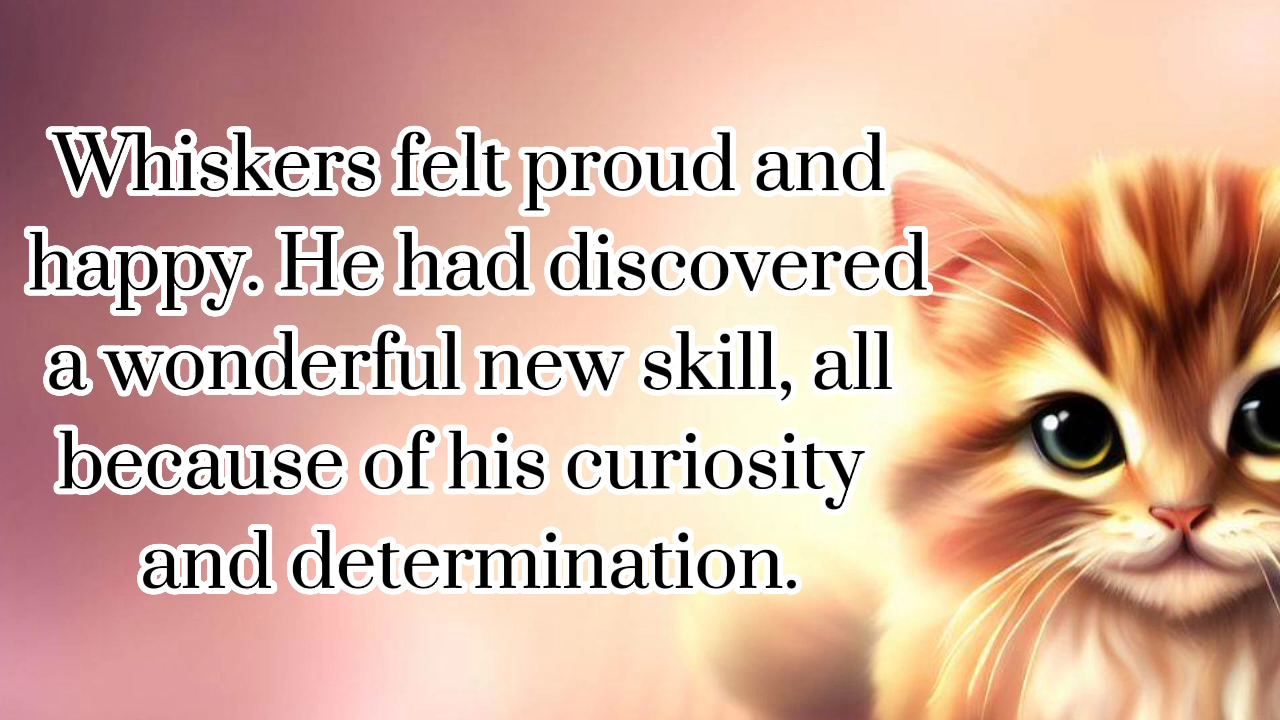 Whiskers felt proud and
happy. He had discovered
a wonderful new skill, all
because of his curiosity
and determination.